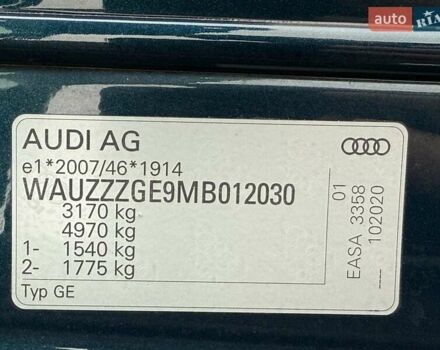 auto
RIA
AUDI AG
e1*2007/46*1914
WAUZZZGE9MB012030
3170 kg
4970 kg
1- 1540 kg
2- 1775 kg
Typ GE
01
EASA 3358
102020